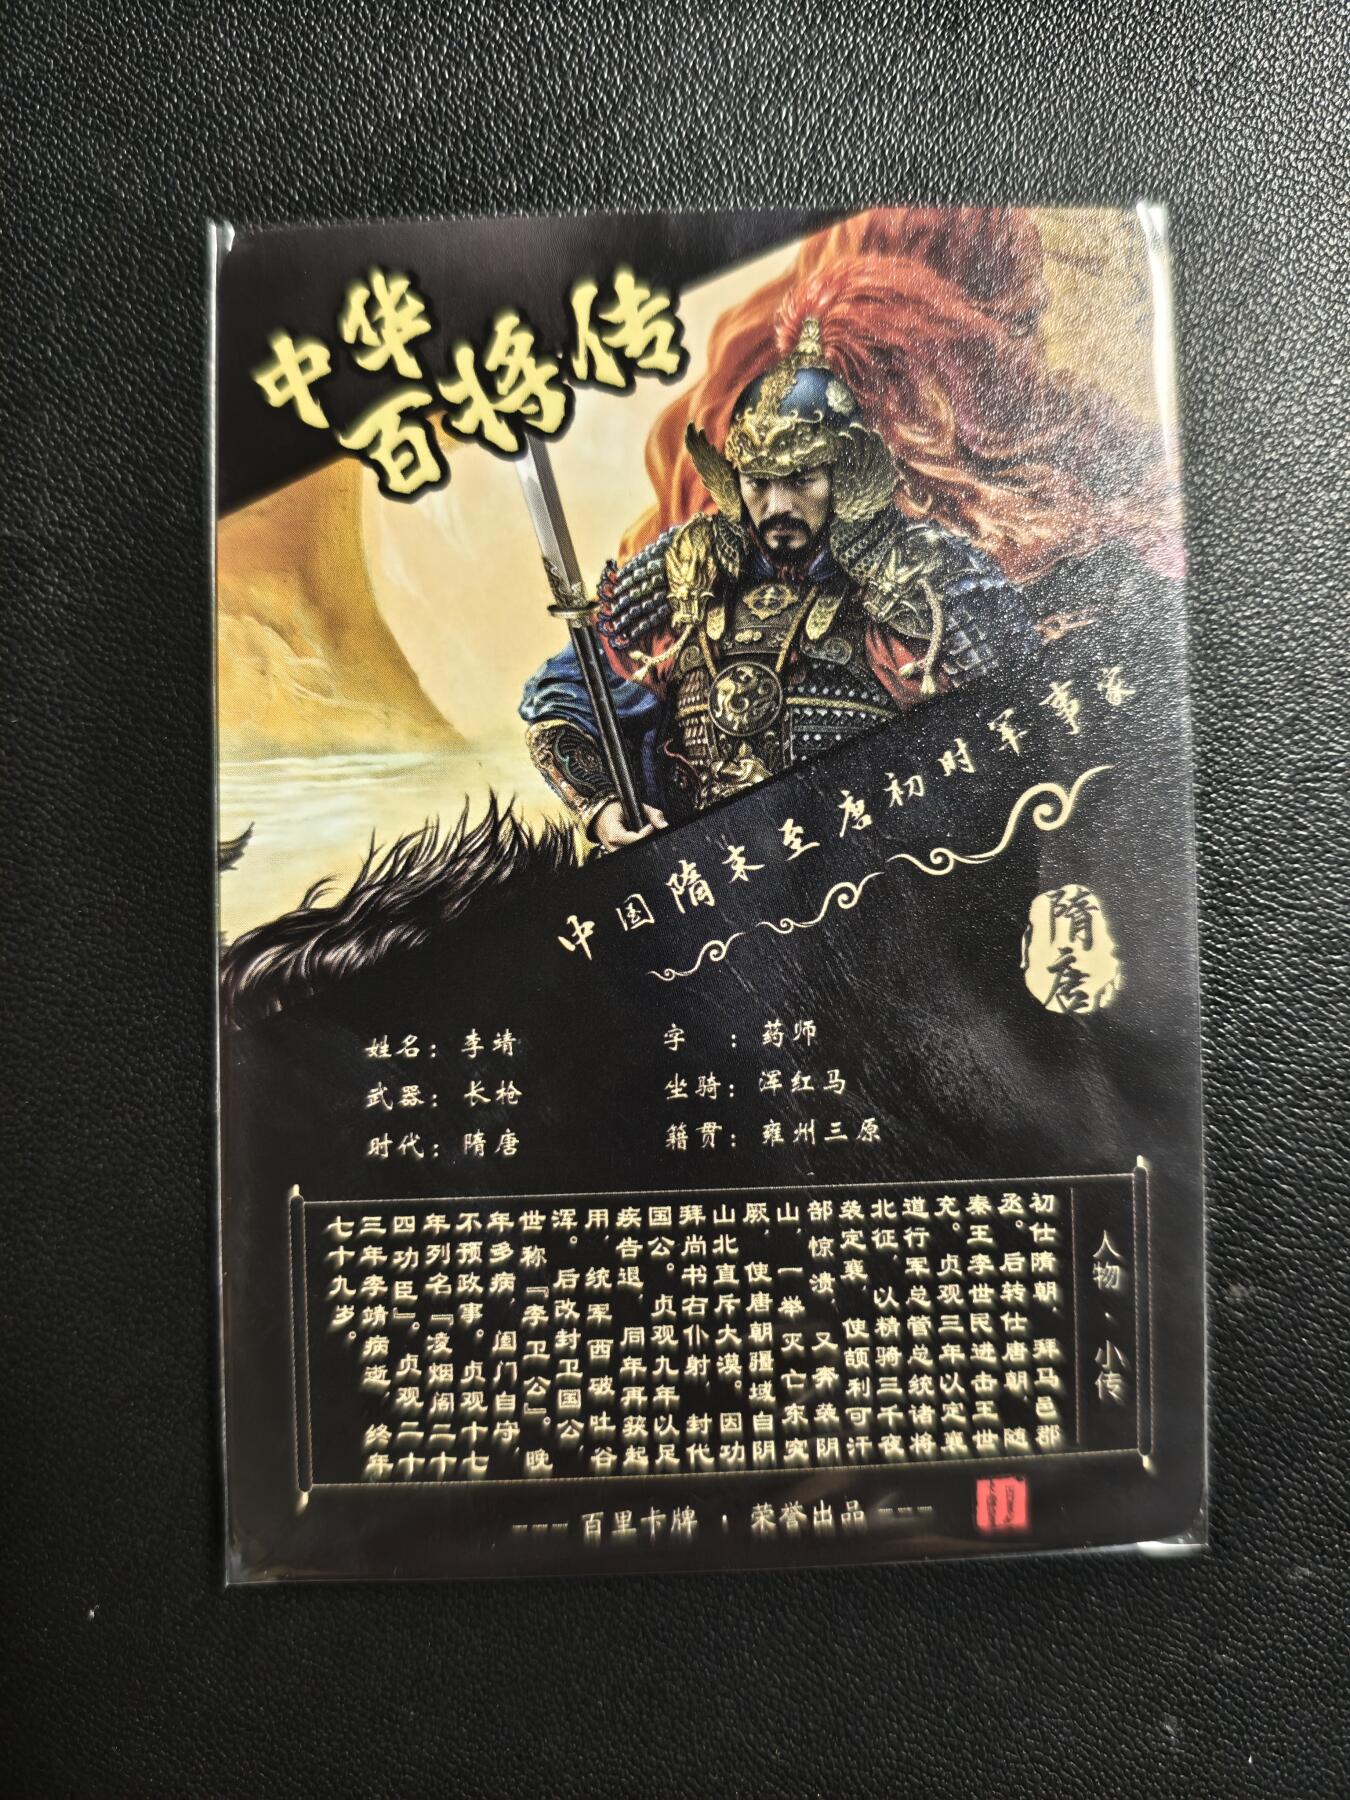 中华
百将传
中国隋末至唐初时军事家
隋唐
姓名：李靖
字：药师
武器：长枪
坐骑：浑红马
时代：隋唐
籍贯：雍州三原
人物·小传
初仕隋朝，拜马邑郡
丞。后转仕唐朝，随
秦王李世民进击王世
充。贞观三年以定襄
道行军总管总统诸将
北征，以精骑三千夜
袭定襄，使颉利可汗
部惊溃，又奔袭阴
山，一举灭亡东突
厥，使唐朝疆域自阴
山北直斥大漠。因功
拜尚书右仆射，封代
国公。贞观九年以足
疾告退，同年再获起
用，统军西破吐谷
浑。后改封卫国公，
世称『李卫公』。晚
年多病，阖门自守，
不预政事。贞观十七
年列名『凌烟阁二十
四功臣』。贞观二十
三年李靖病逝，终年
七十九岁。
---百里卡牌·荣誉出品---